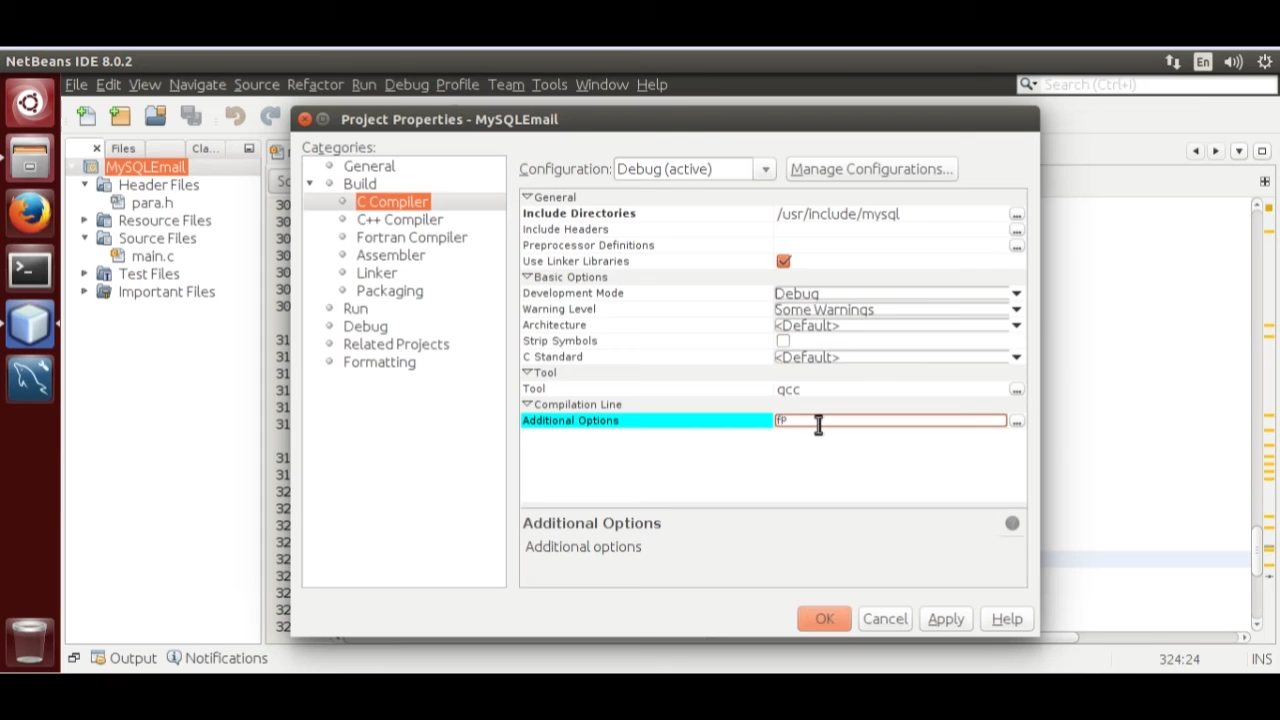 NetBeans IDE 8.0.2
En
File Edit View Navigate Source Refactor Run Debug Profile Team Tools Window Help
Search (Ctrl+I)
Project Properties - MySQLEmail
Files
Cla...
MySQLEmail
Header Files
para.h
Resource Files
Source Files
main.c
Test Files
Important Files
Categories:
General
Build
C Compiler
C++ Compiler
Fortran Compiler
Assembler
Linker
Packaging
Run
Debug
Related Projects
Formatting
Configuration: Debug (active) Manage Configurations...
General
Include Directories /usr/include/mysql ...
Include Headers ...
Preprocessor Definitions ...
Use Linker Libraries
Basic Options
Development Mode Debug
Warning Level Some Warnings
Architecture <Default>
Strip Symbols
C Standard <Default>
Tool
Tool gcc ...
Compilation Line
Additional Options fP ...
Additional Options
Additional options
OK Cancel Apply Help
Output Notifications
324:24 INS